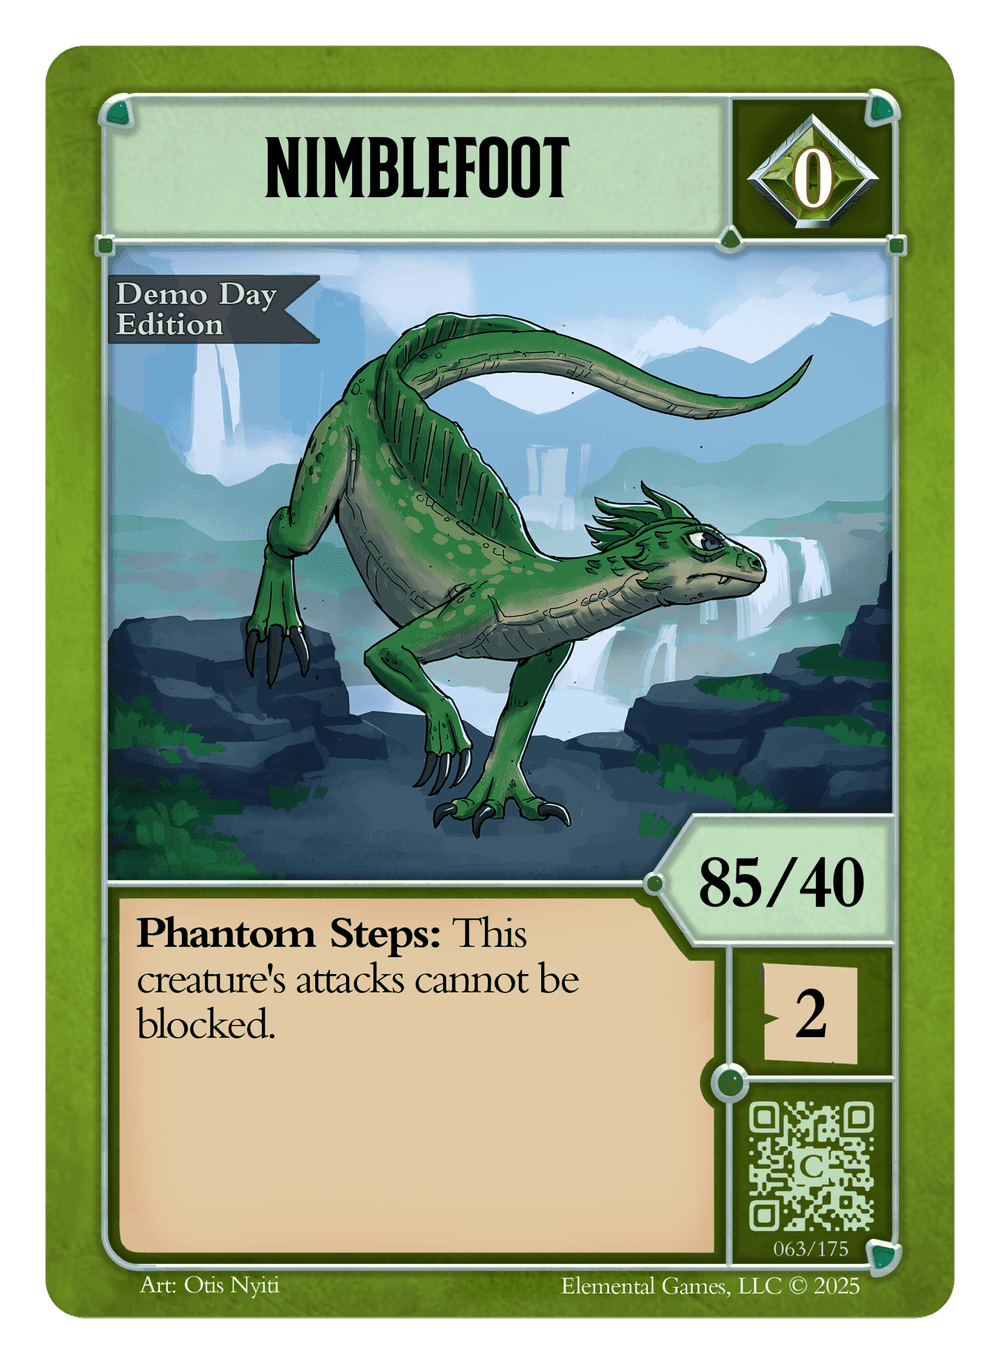 NIMBLEFOOT
0
Demo Day
Edition
85/40
Phantom Steps: This
creature's attacks cannot be
blocked.
2
C
063/175
Art: Otis Nyiti
Elemental Games, LLC © 2025